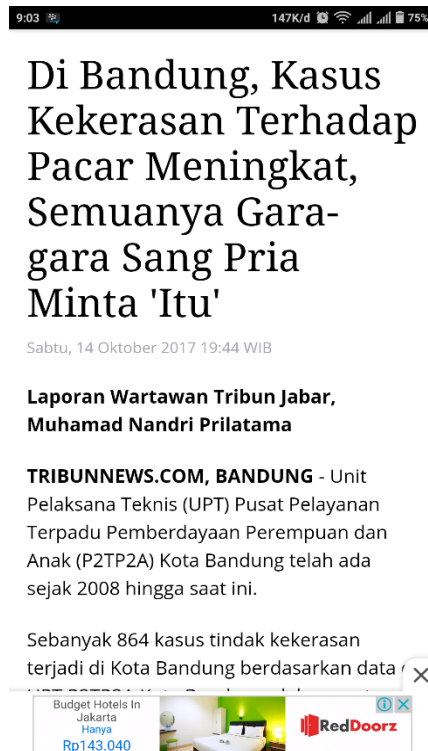 9:03
147K/d
75%
Di Bandung, Kasus
Kekerasan Terhadap
Pacar Meningkat,
Semuanya Gara-
gara Sang Pria
Minta 'Itu'
Sabtu, 14 Oktober 2017 19:44 WIB
Laporan Wartawan Tribun Jabar,
Muhamad Nandri Prilatama
TRIBUNNEWS.COM, BANDUNG - Unit
Pelaksana Teknis (UPT) Pusat Pelayanan
Terpadu Pemberdayaan Perempuan dan
Anak (P2TP2A) Kota Bandung telah ada
sejak 2008 hingga saat ini.
Sebanyak 864 kasus tindak kekerasan
terjadi di Kota Bandung berdasarkan data
Budget Hotels In
Jakarta
Hanya
Rp143.040
RedDoorz